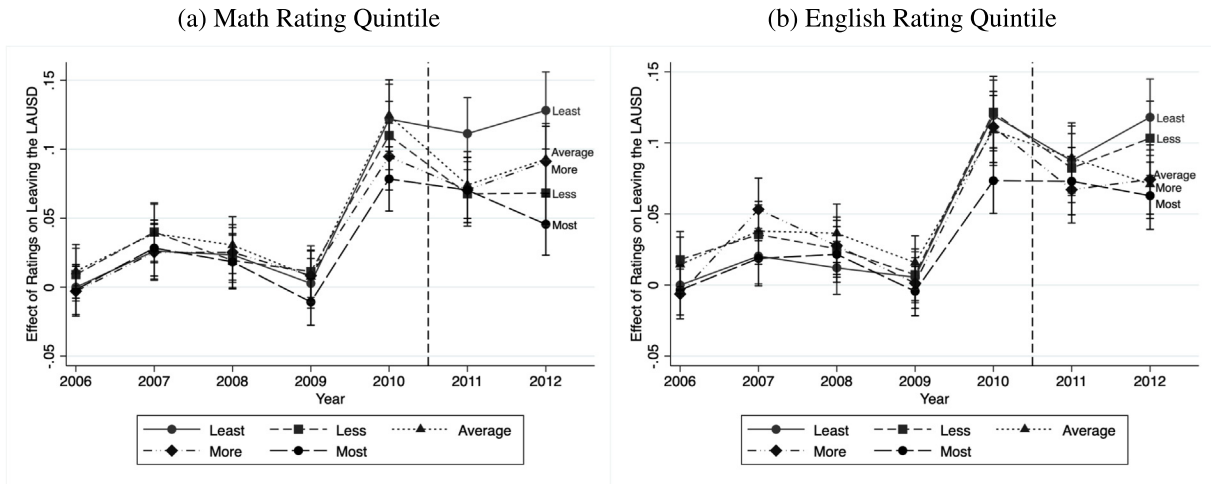 (a) Math Rating Quintile
Effect of Ratings on Leaving the LAUSD
.15
.1
.05
0
-.05
Least
Average
More
Less
Most
2006 2007 2008 2009 2010 2011 2012
Year
Least Less Average
More Most
(b) English Rating Quintile
Effect of Ratings on Leaving the LAUSD
.15
.1
.05
0
-.05
Least
Less
Average
More
Most
2006 2007 2008 2009 2010 2011 2012
Year
Least Less Average
More Most